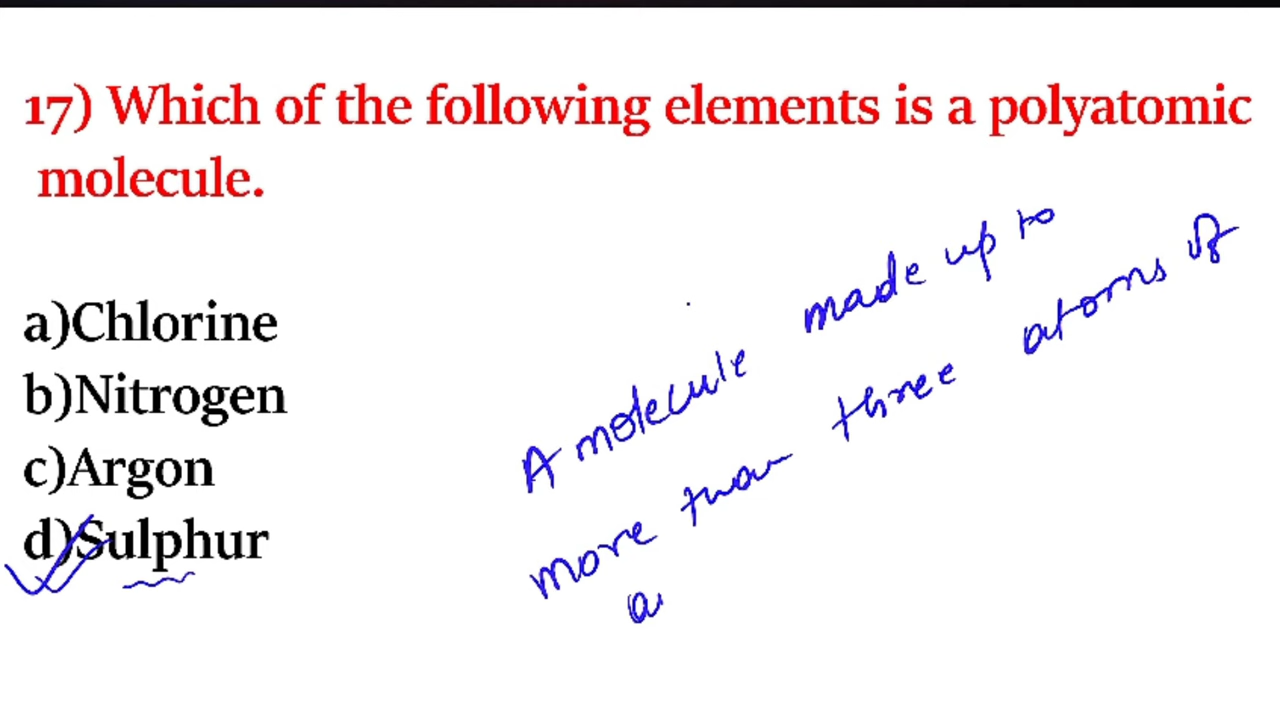 17) Which of the following elements is a polyatomic
molecule.
a)Chlorine
b)Nitrogen
c)Argon
d)Sulphur
A molecule made up to
more than three atoms of
a